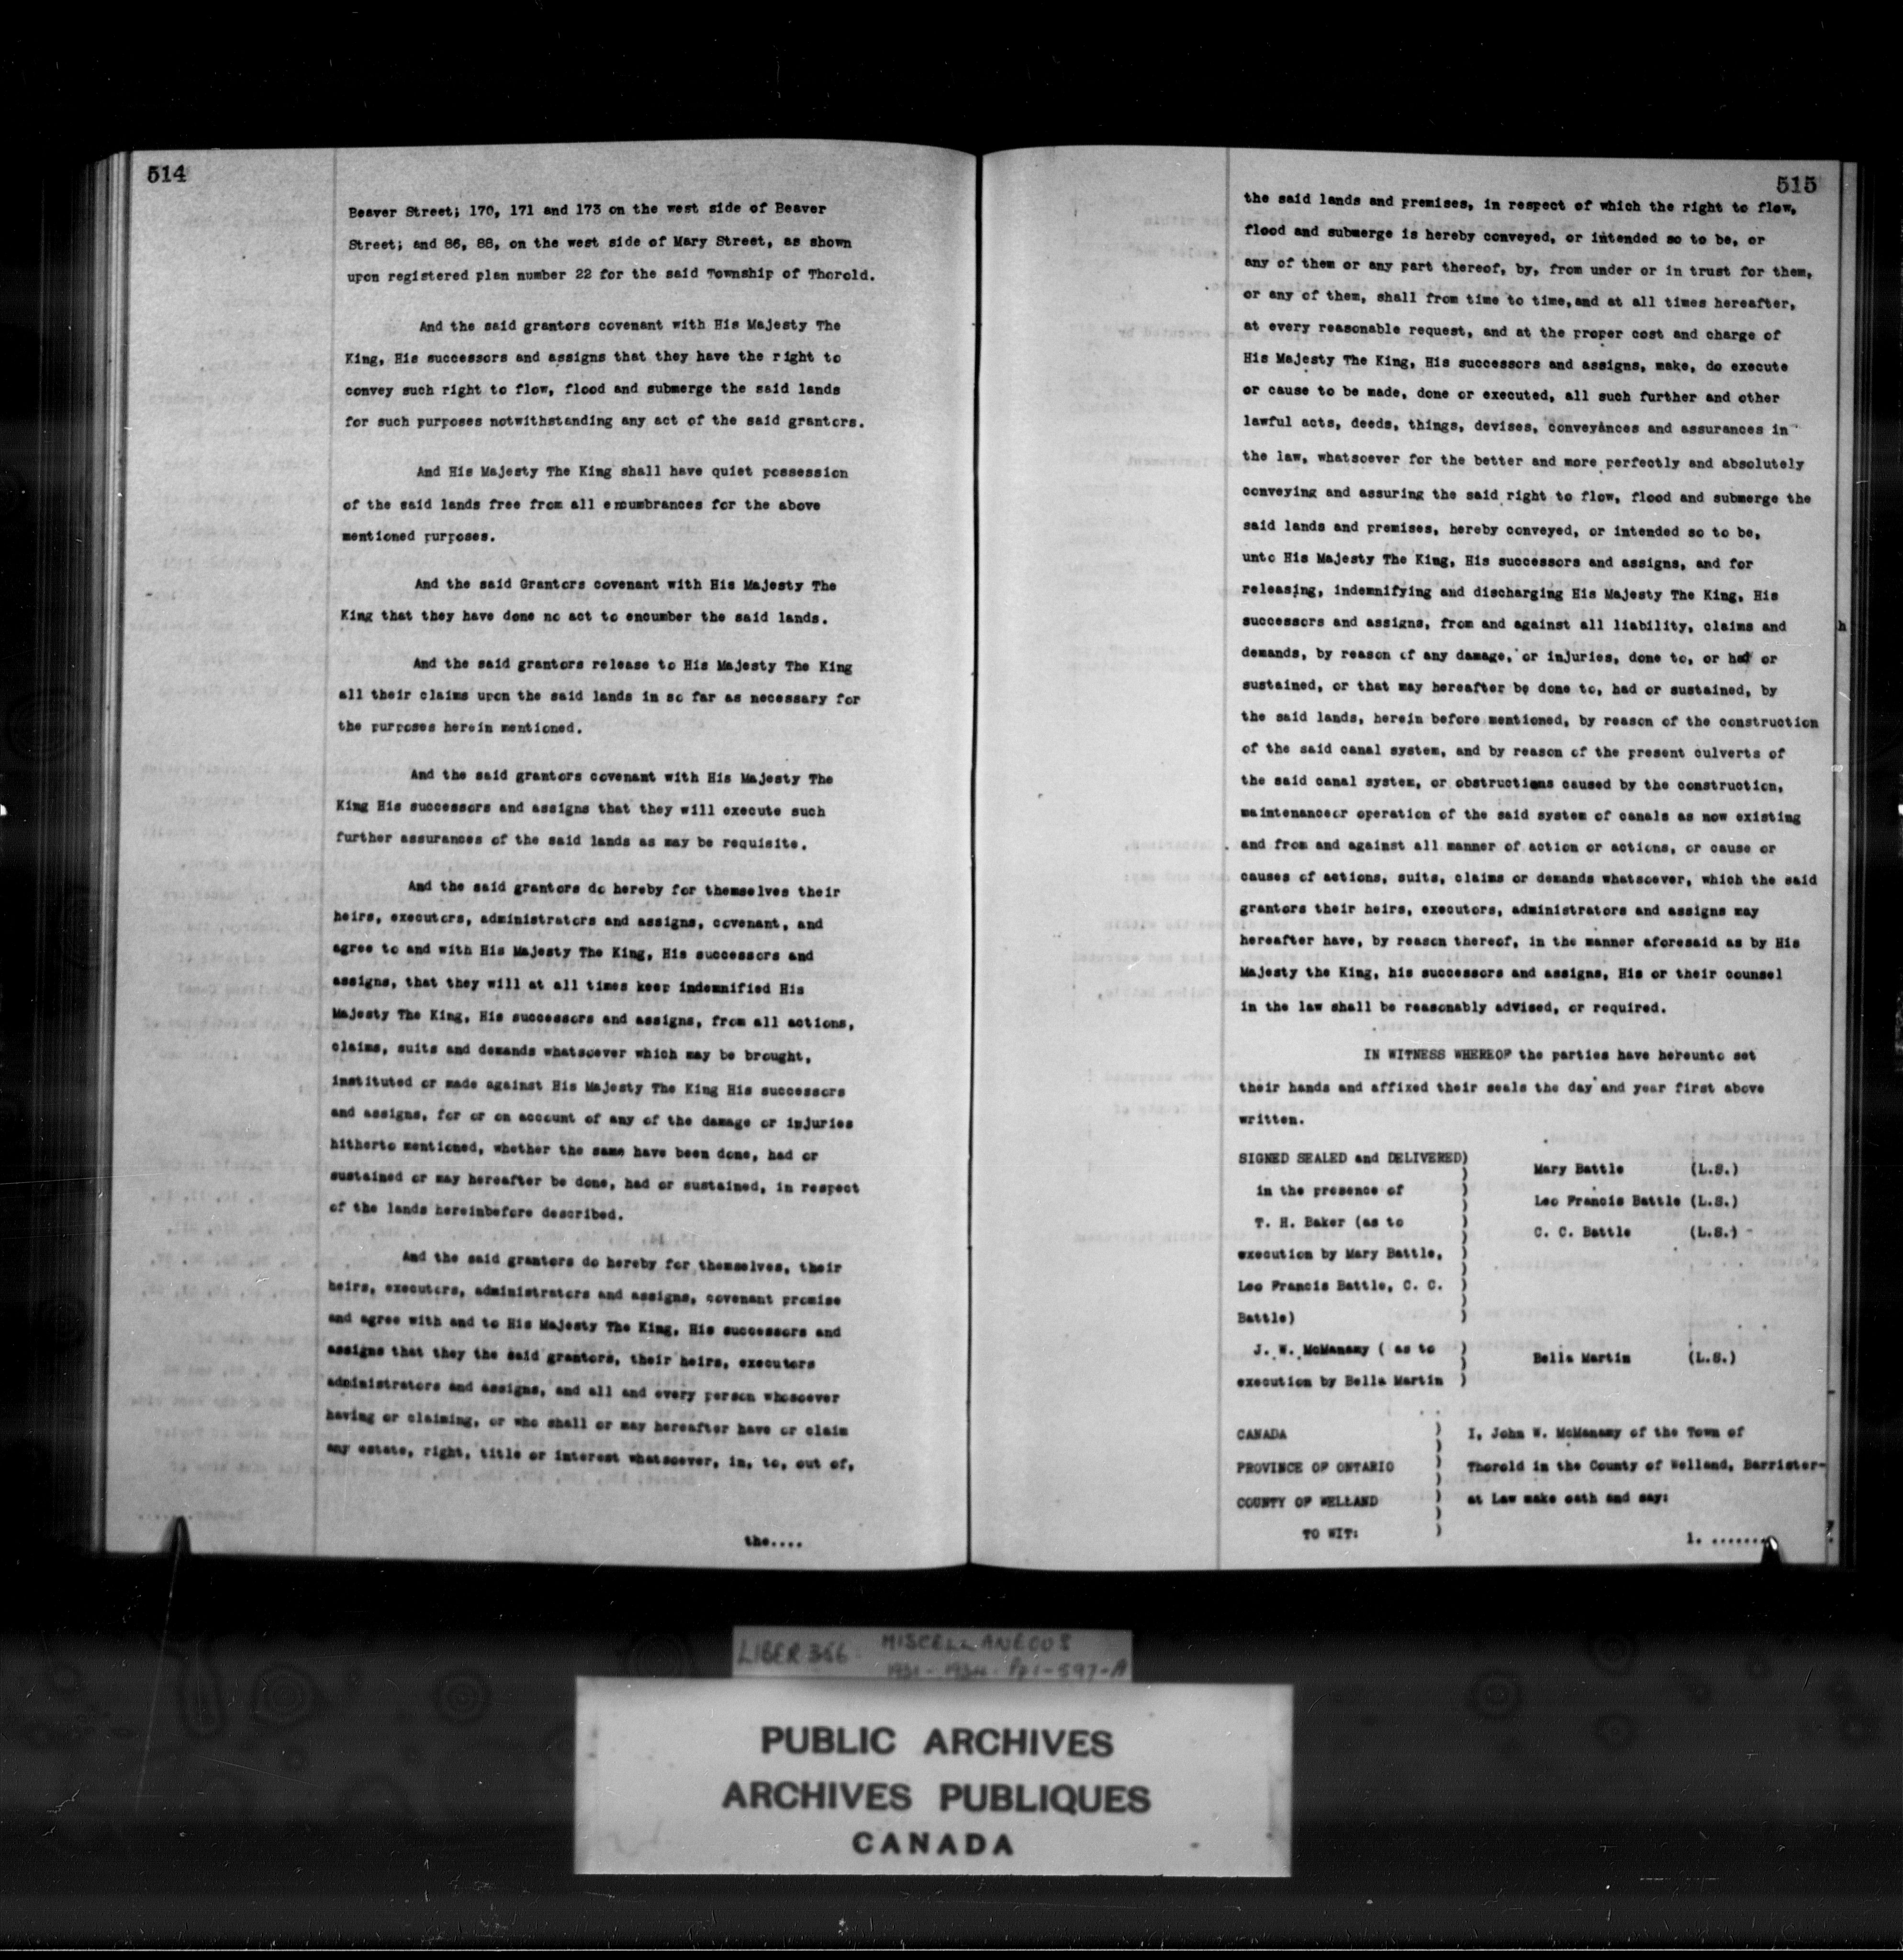 514
Beaver Street; 170, 171 and 173 on the west side of Beaver
Street; and 86, 88, on the west side of Mary Street, as shown
upon registered plan number 22 for the said Township of Thorold.
And the said grantors covenant with His Majesty The
King, His successors and assigns that they have the right to
convey such right to flow, flood and submerge the said lands
for such purposes notwithstanding any act of the said grantors.
And His Majesty The King shall have quiet possession
of the said lands free from all encumbrances for the above
mentioned purposes.
And the said Grantors covenant with His Majesty The
King that they have done no act to encumber the said lands.
And the said grantors release to His Majesty The King
all their claims upon the said lands in so far as necessary for
the purposes herein mentioned.
And the said grantors covenant with His Majesty The
King His successors and assigns that they will execute such
further assurances of the said lands as may be requisite.
And the said grantors do hereby for themselves their
heirs, executors, administrators and assigns, covenant, and
agree to and with His Majesty The King, His successors and
assigns, that they will at all times keep indemnified His
Majesty The King, His successors and assigns, from all actions,
claims, suits and demands whatsoever which may be brought,
instituted or made against His Majesty The King His successors
and assigns, for or on account of any of the damage or injuries
hitherto mentioned, whether the same have been done, had or
sustained or may hereafter be done, had or sustained, in respect
of the lands hereinbefore described.
And the said grantors do hereby for themselves, their
heirs, executors, administrators and assigns, covenant promise
and agree with and to His Majesty The King, His successors and
assigns that they the said grantors, their heirs, executors
administrators and assigns, and all and every person whosoever
having or claiming, or who shall or may hereafter have or claim
any estate, right, title or interest whatsoever, in, to, out of,
the....
515
the said lands and premises, in respect of which the right to flow,
flood and submerge is hereby conveyed, or intended so to be, or
any of them or any part thereof, by, from under or in trust for them,
or any of them, shall from time to time,and at all times hereafter,
at every reasonable request, and at the proper cost and charge of
His Majesty The King, His successors and assigns, make, do execute
or cause to be made, done or executed, all such further and other
lawful acts, deeds, things, devises, conveyances and assurances in
the law, whatsoever for the better and more perfectly and absolutely
conveying and assuring the said right to flow, flood and submerge the
said lands and premises, hereby conveyed, or intended so to be,
unto His Majesty The King, His successors and assigns, and for
releasing, indemnifying and discharging His Majesty The King, His
successors and assigns, from and against all liability, claims and
demands, by reason of any damage, or injuries, done to, or had or
sustained, or that may hereafter be done to, had or sustained, by
the said lands, herein before mentioned, by reason of the construction
of the said canal system, and by reason of the present culverts of
the said canal system, or obstructions caused by the construction,
maintenanceor operation of the said system of canals as now existing
and from and against all manner of action or actions, or cause or
causes of actions, suits, claims or demands whatsoever, which the said
grantors their heirs, executors, administrators and assigns may
hereafter have, by reason thereof, in the manner aforesaid as by His
Majesty the King, his successors and assigns, His or their counsel
in the law shall be reasonably advised, or required.
IN WITNESS WHEREOF the parties have hereunto set
their hands and affixed their seals the day and year first above
written.
SIGNED SEALED and DELIVERED)
in the presence of ) Mary Battle (L.S.)
T. H. Baker (as to ) Leo Francis Battle (L.S.)
execution by Mary Battle, ) C. C. Battle (L.S.)
Leo Francis Battle, C. C. )
Battle) )
J. W. McManamy ( as to ) Bella Martin (L.S.)
execution by Bella Martin )
CANADA ) I, John W. McManamy of the Town of
PROVINCE OF ONTARIO ) Thorold in the County of Welland, Barrister-
COUNTY OF WELLAND ) at Law make oath and say:
TO WIT: )
1. .......
LIBER 366. MISCELLANEOUS
1931-1934. Pp1-597-A
PUBLIC ARCHIVES
ARCHIVES PUBLIQUES
CANADA